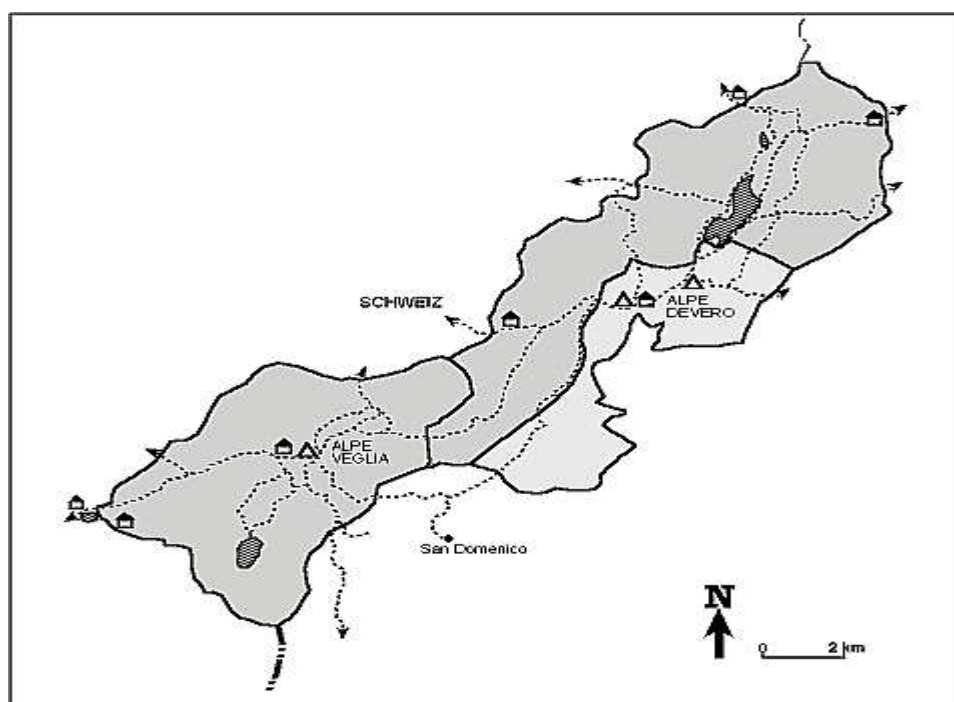 SCHWEIZ
ALPE
DEVERO
ALPE
VEGLIA
San Domenico
N
0 2 km